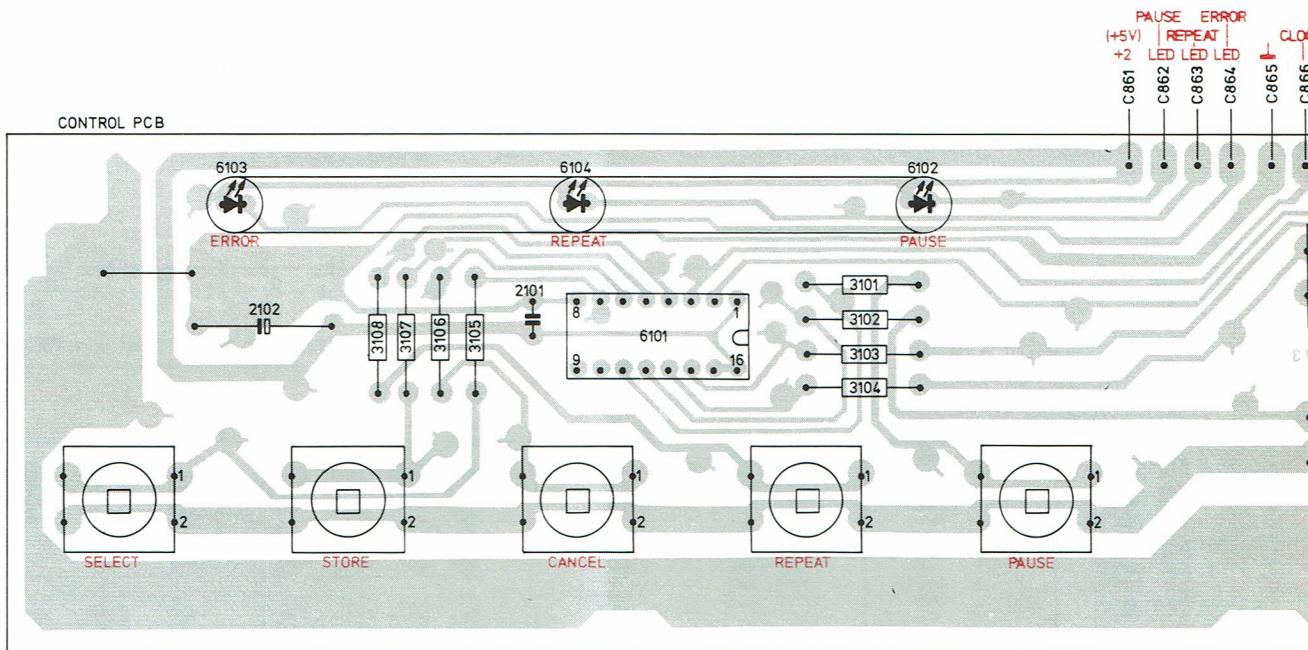 PAUSE ERROR
(+5V) REPEAT CLO
+2 LED LED LED
C861 C862 C863 C864 C865 C866
CONTROL PCB
6103 6104 6102
ERROR REPEAT PAUSE
2102
2101
3108 3107 3106 3105
8 1
6101
9 16
3101
3102
3103
3104
1 1 1 1 1
2 2 2 2 2
SELECT STORE CANCEL REPEAT PAUSE